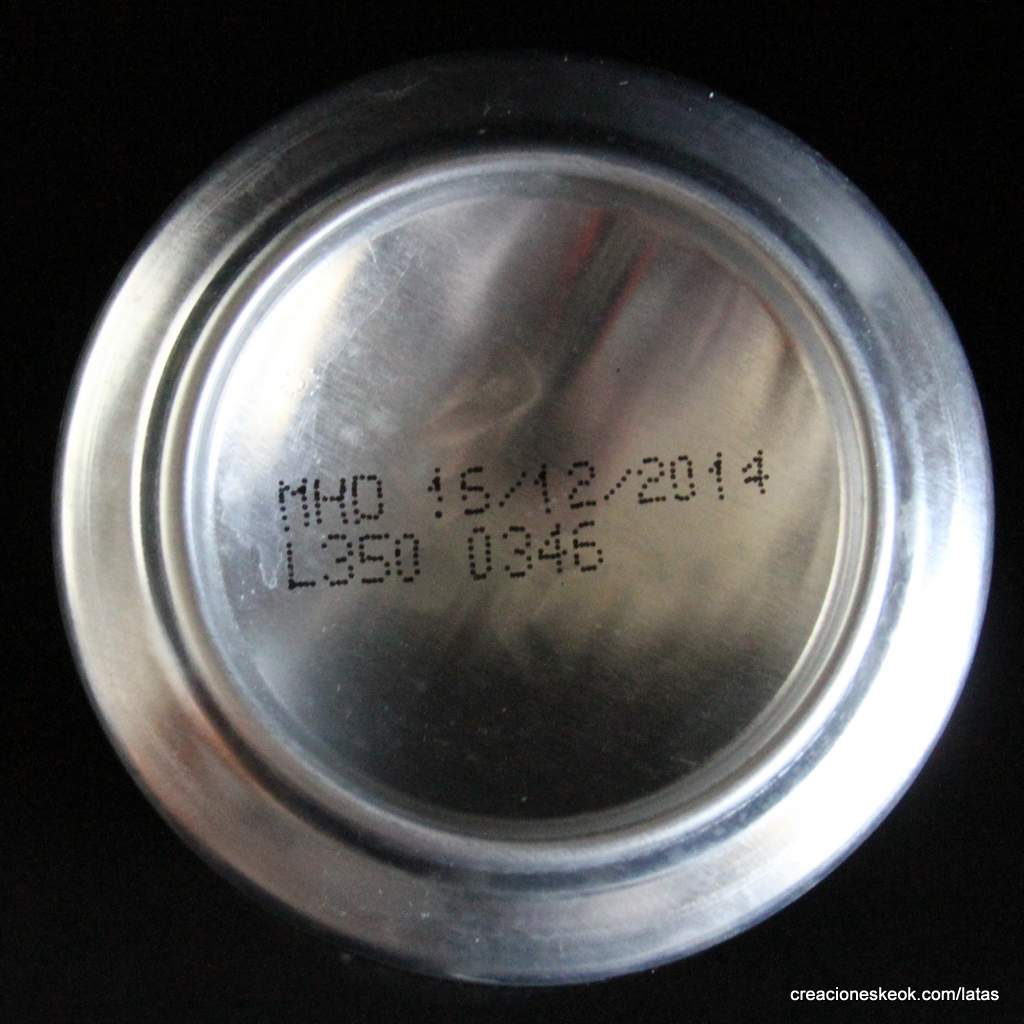 MHD 15/12/2014
L350 0346
creacioneskeok.com/latas